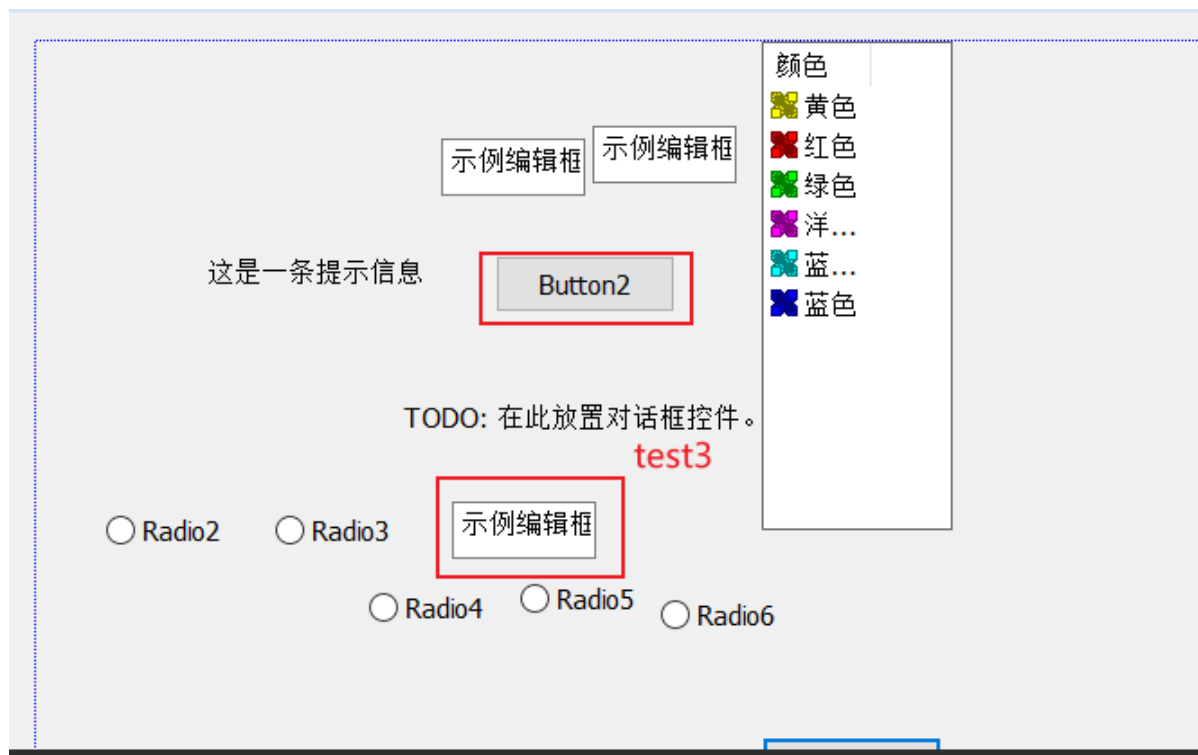 颜色
黄色
红色
绿色
洋...
蓝...
蓝色
示例编辑框
示例编辑框
这是一条提示信息
Button2
TODO: 在此放置对话框控件。
test3
示例编辑框
Radio2
Radio3
Radio4
Radio5
Radio6